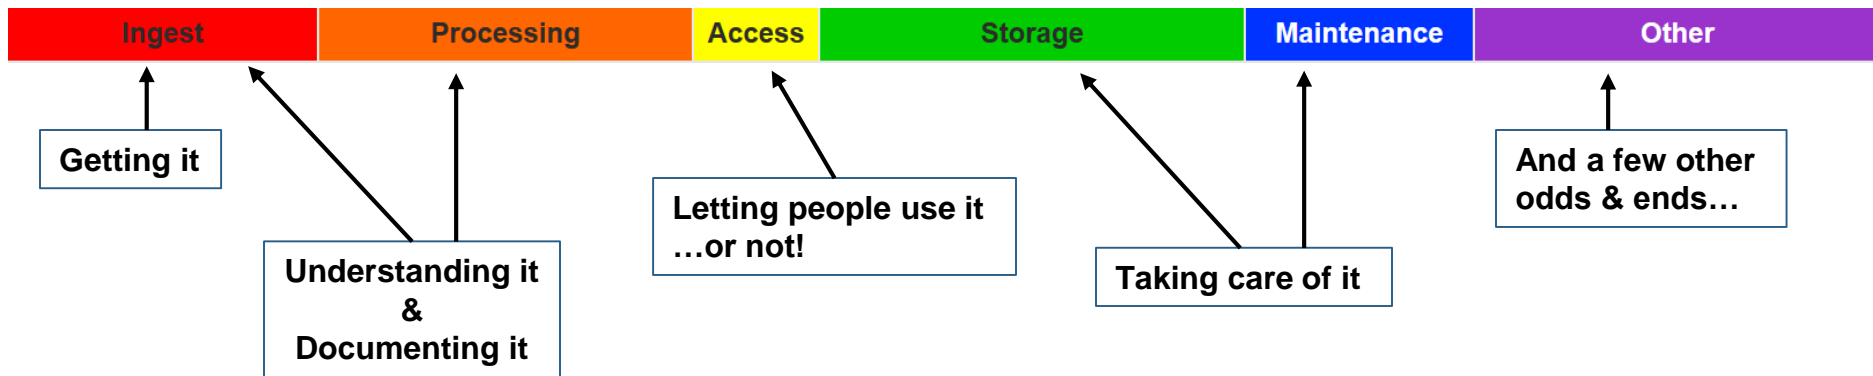 Ingest
Processing
Access
Storage
Maintenance
Other
Getting it
Understanding it
&
Documenting it
Letting people use it
…or not!
Taking care of it
And a few other
odds & ends…